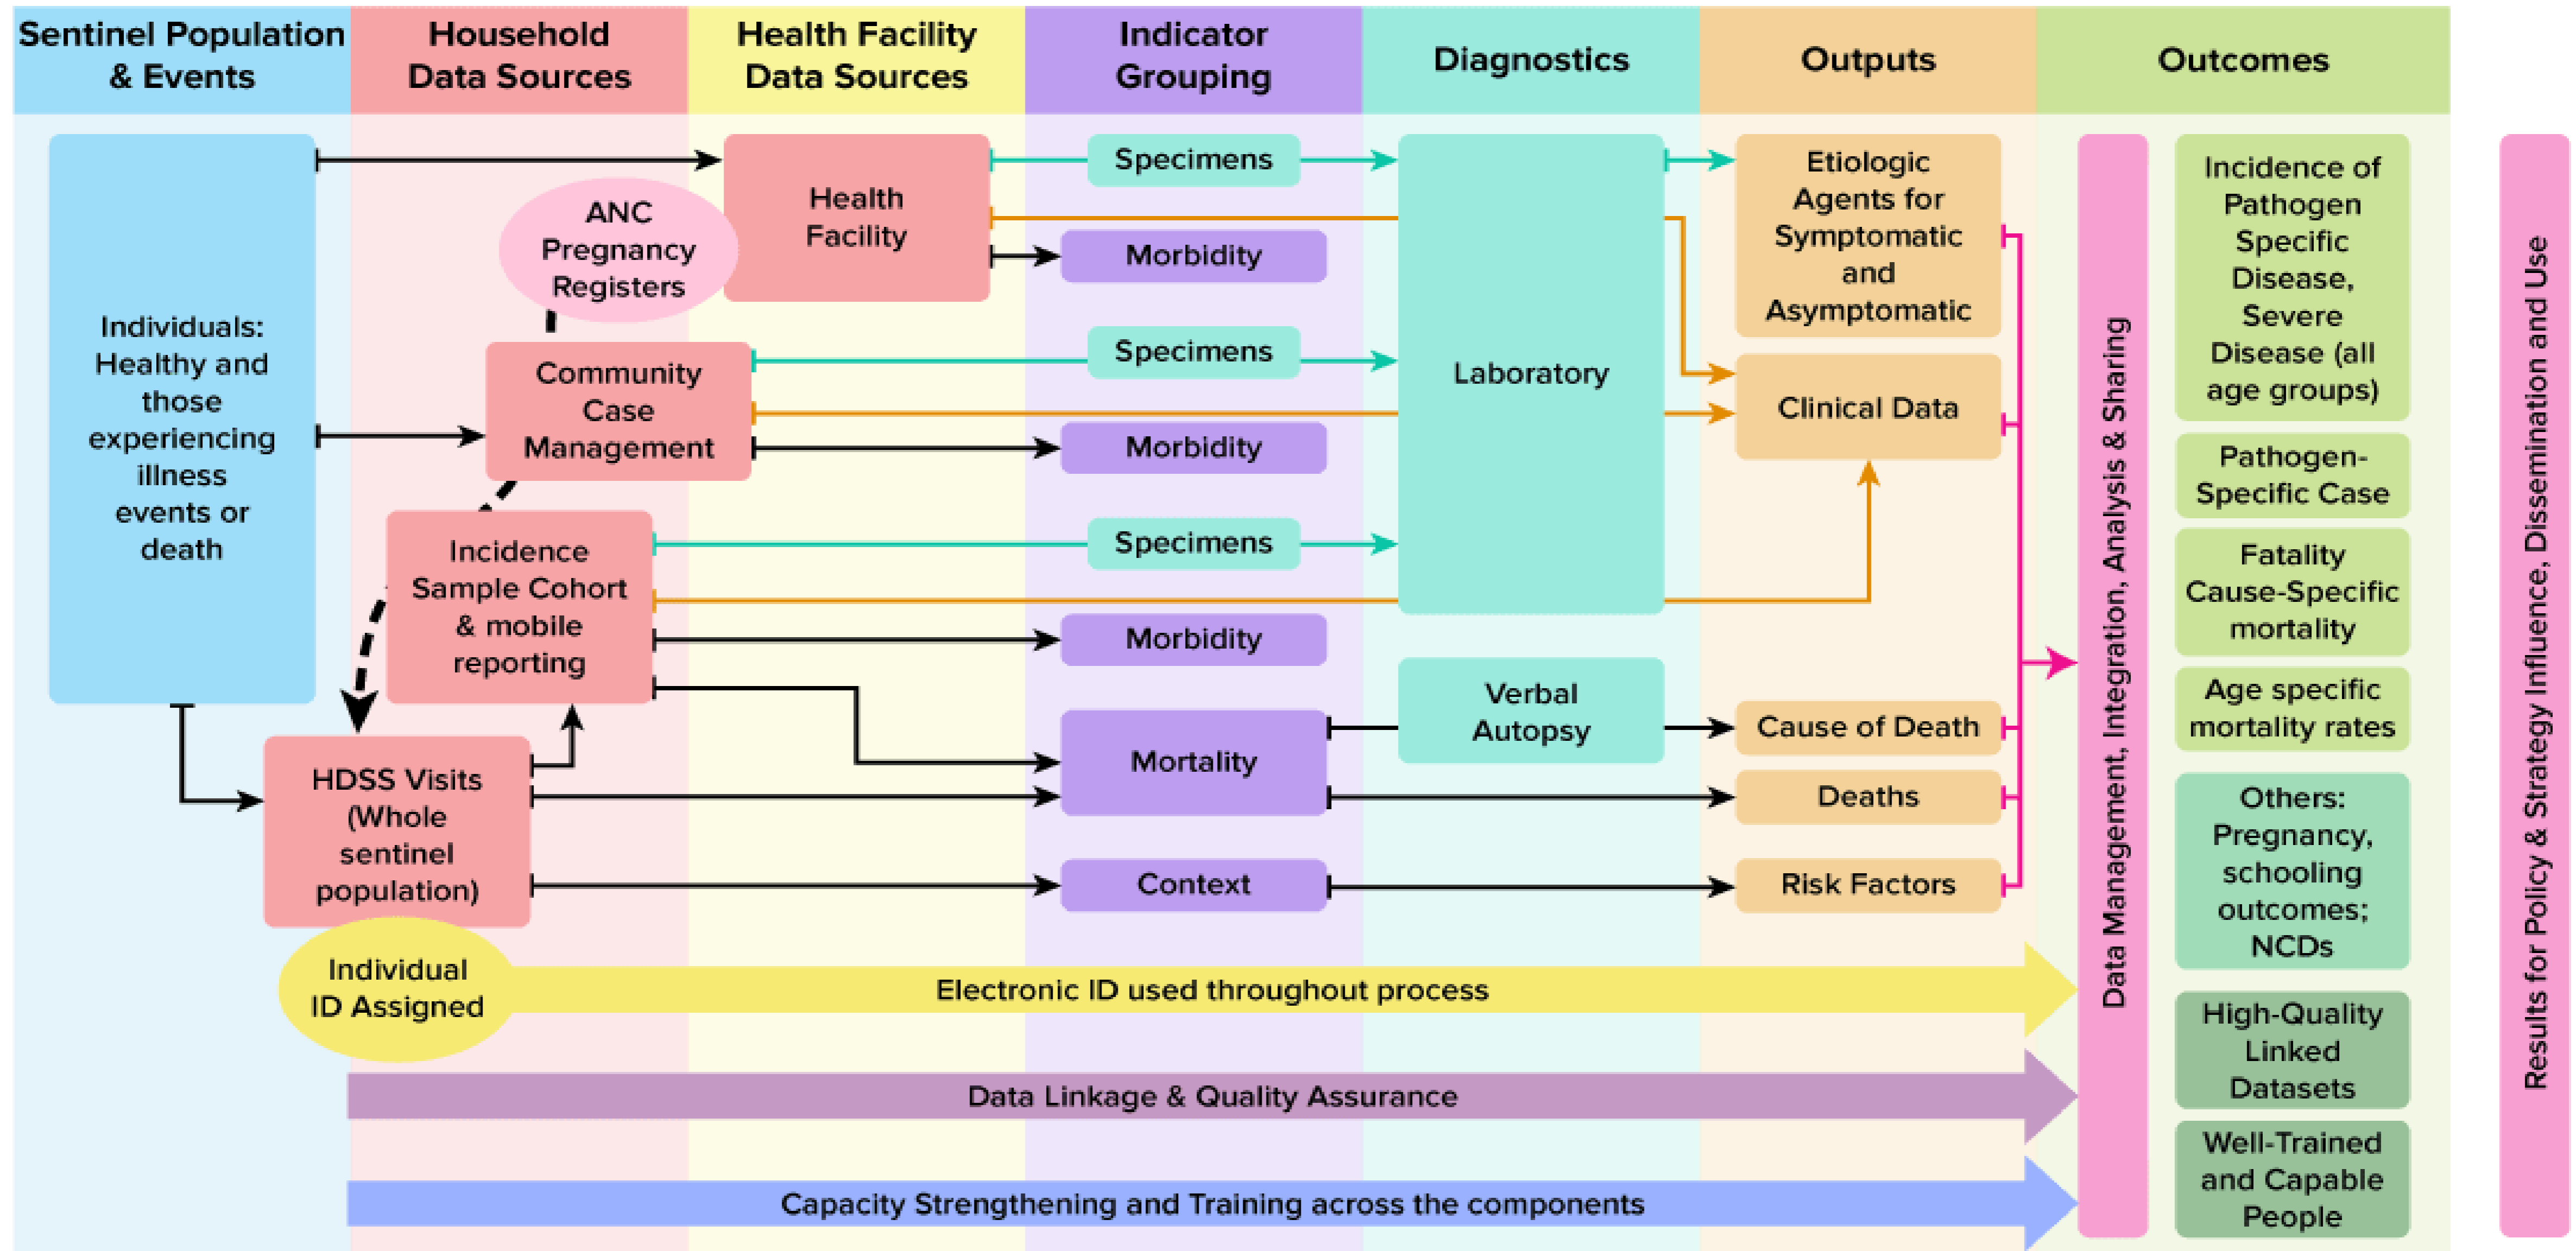 Sentinel Population
& Events
Household
Data Sources
Health Facility
Data Sources
Indicator
Grouping
Diagnostics
Outputs
Outcomes
Individuals:
Healthy and
those
experiencing
illness
events or
death
ANC
Pregnancy
Registers
Health
Facility
Community
Case
Management
Incidence
Sample Cohort
& mobile
reporting
HDSS Visits
(Whole
sentinel
population)
Individual
ID Assigned
Specimens
Morbidity
Specimens
Morbidity
Specimens
Morbidity
Mortality
Context
Laboratory
Verbal
Autopsy
Etiologic
Agents for
Symptomatic
and
Asymptomatic
Clinical Data
Cause of Death
Deaths
Risk Factors
Electronic ID used throughout process
Data Linkage & Quality Assurance
Capacity Strengthening and Training across the components
Data Management, Integration, Analysis & Sharing
Incidence of
Pathogen
Specific
Disease,
Severe
Disease (all
age groups)
Pathogen-
Specific Case
Fatality
Cause-Specific
mortality
Age specific
mortality rates
Others:
Pregnancy,
schooling
outcomes;
NCDs
High-Quality
Linked
Datasets
Well-Trained
and Capable
People
Results for Policy & Strategy Influence, Dissemination and Use